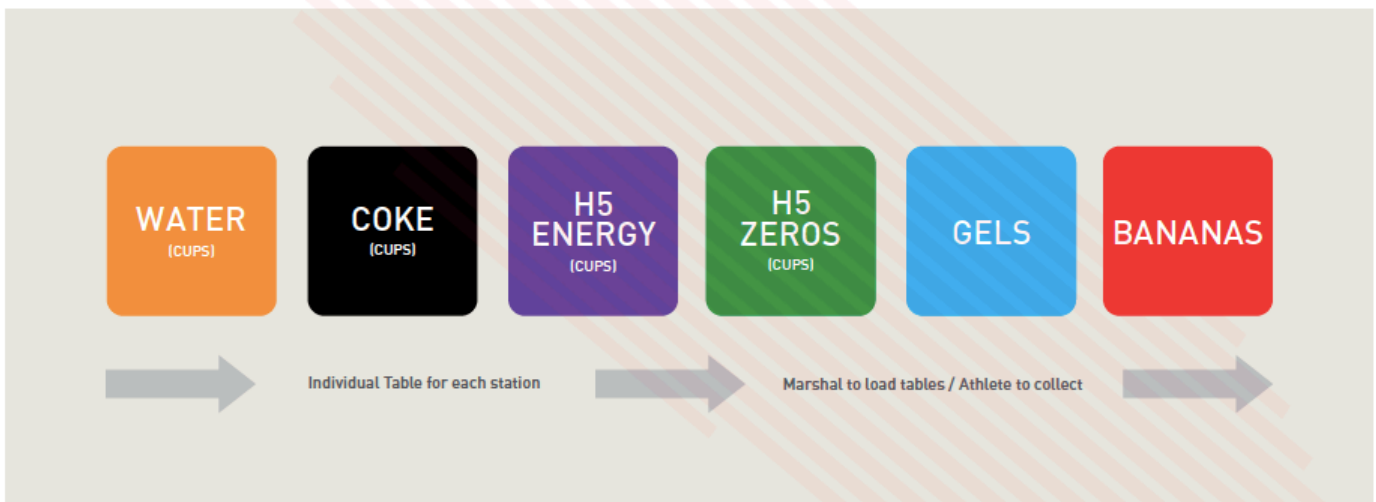 WATER
(CUPS)
COKE
(CUPS)
H5
ENERGY
(CUPS)
H5
ZEROS
(CUPS)
GELS
BANANAS
Individual Table for each station
Marshal to load tables / Athlete to collect